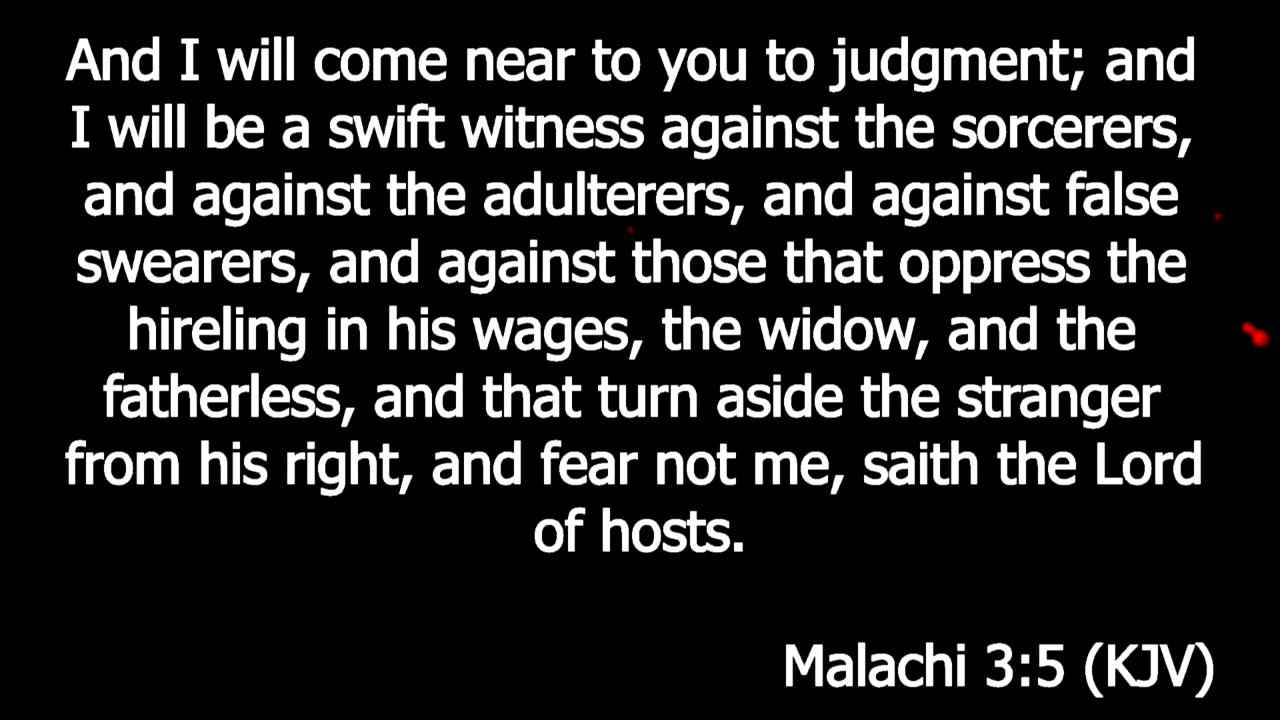 And I will come near to you to judgment; and
I will be a swift witness against the sorcerers,
and against the adulterers, and against false
swearers, and against those that oppress the
hireling in his wages, the widow, and the
fatherless, and that turn aside the stranger
from his right, and fear not me, saith the Lord
of hosts.
Malachi 3:5 (KJV)